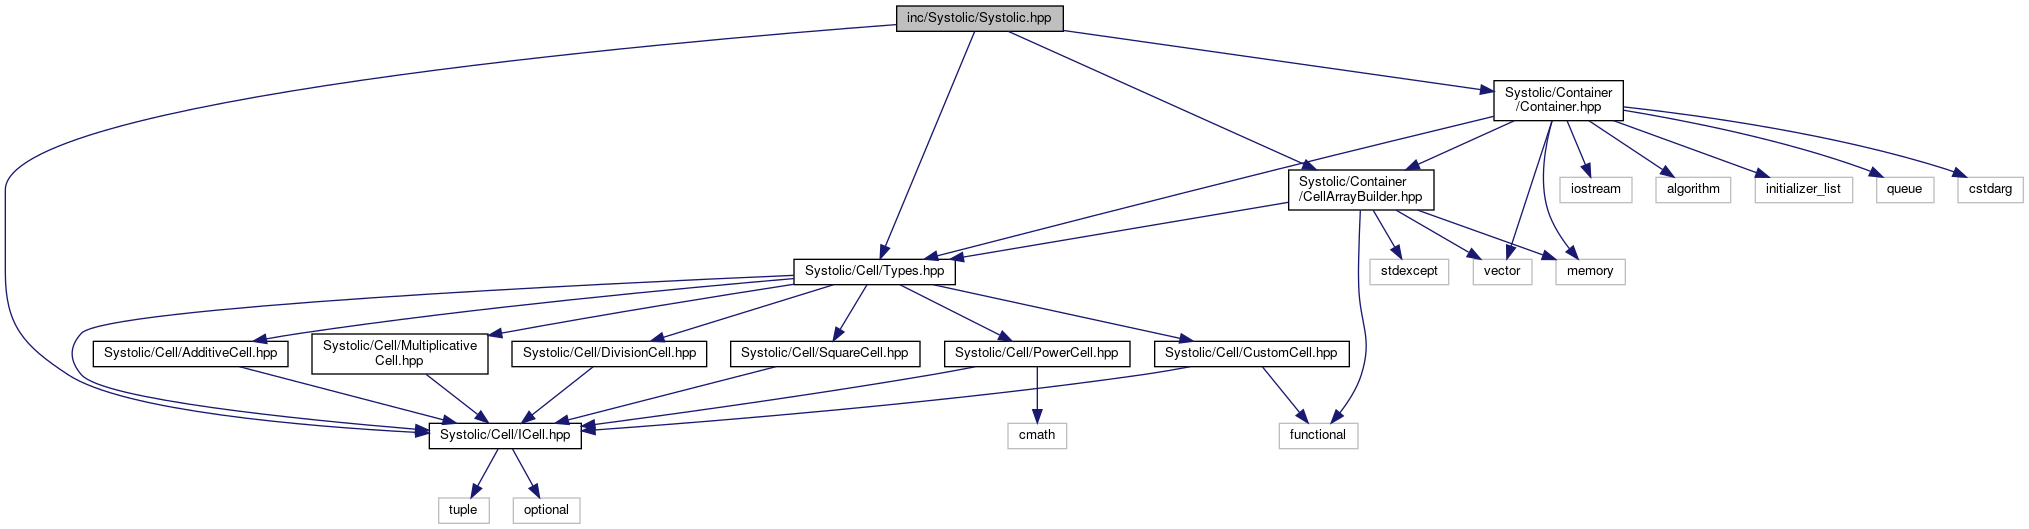 inc/Systolic/Systolic.hpp
Systolic/Container
/Container.hpp
Systolic/Container
/CellArrayBuilder.hpp
iostream
algorithm
initializer_list
queue
cstdarg
Systolic/Cell/Types.hpp
stdexcept
vector
memory
Systolic/Cell/AdditiveCell.hpp
Systolic/Cell/Multiplicative
Cell.hpp
Systolic/Cell/DivisionCell.hpp
Systolic/Cell/SquareCell.hpp
Systolic/Cell/PowerCell.hpp
Systolic/Cell/CustomCell.hpp
Systolic/Cell/ICell.hpp
cmath
functional
tuple
optional